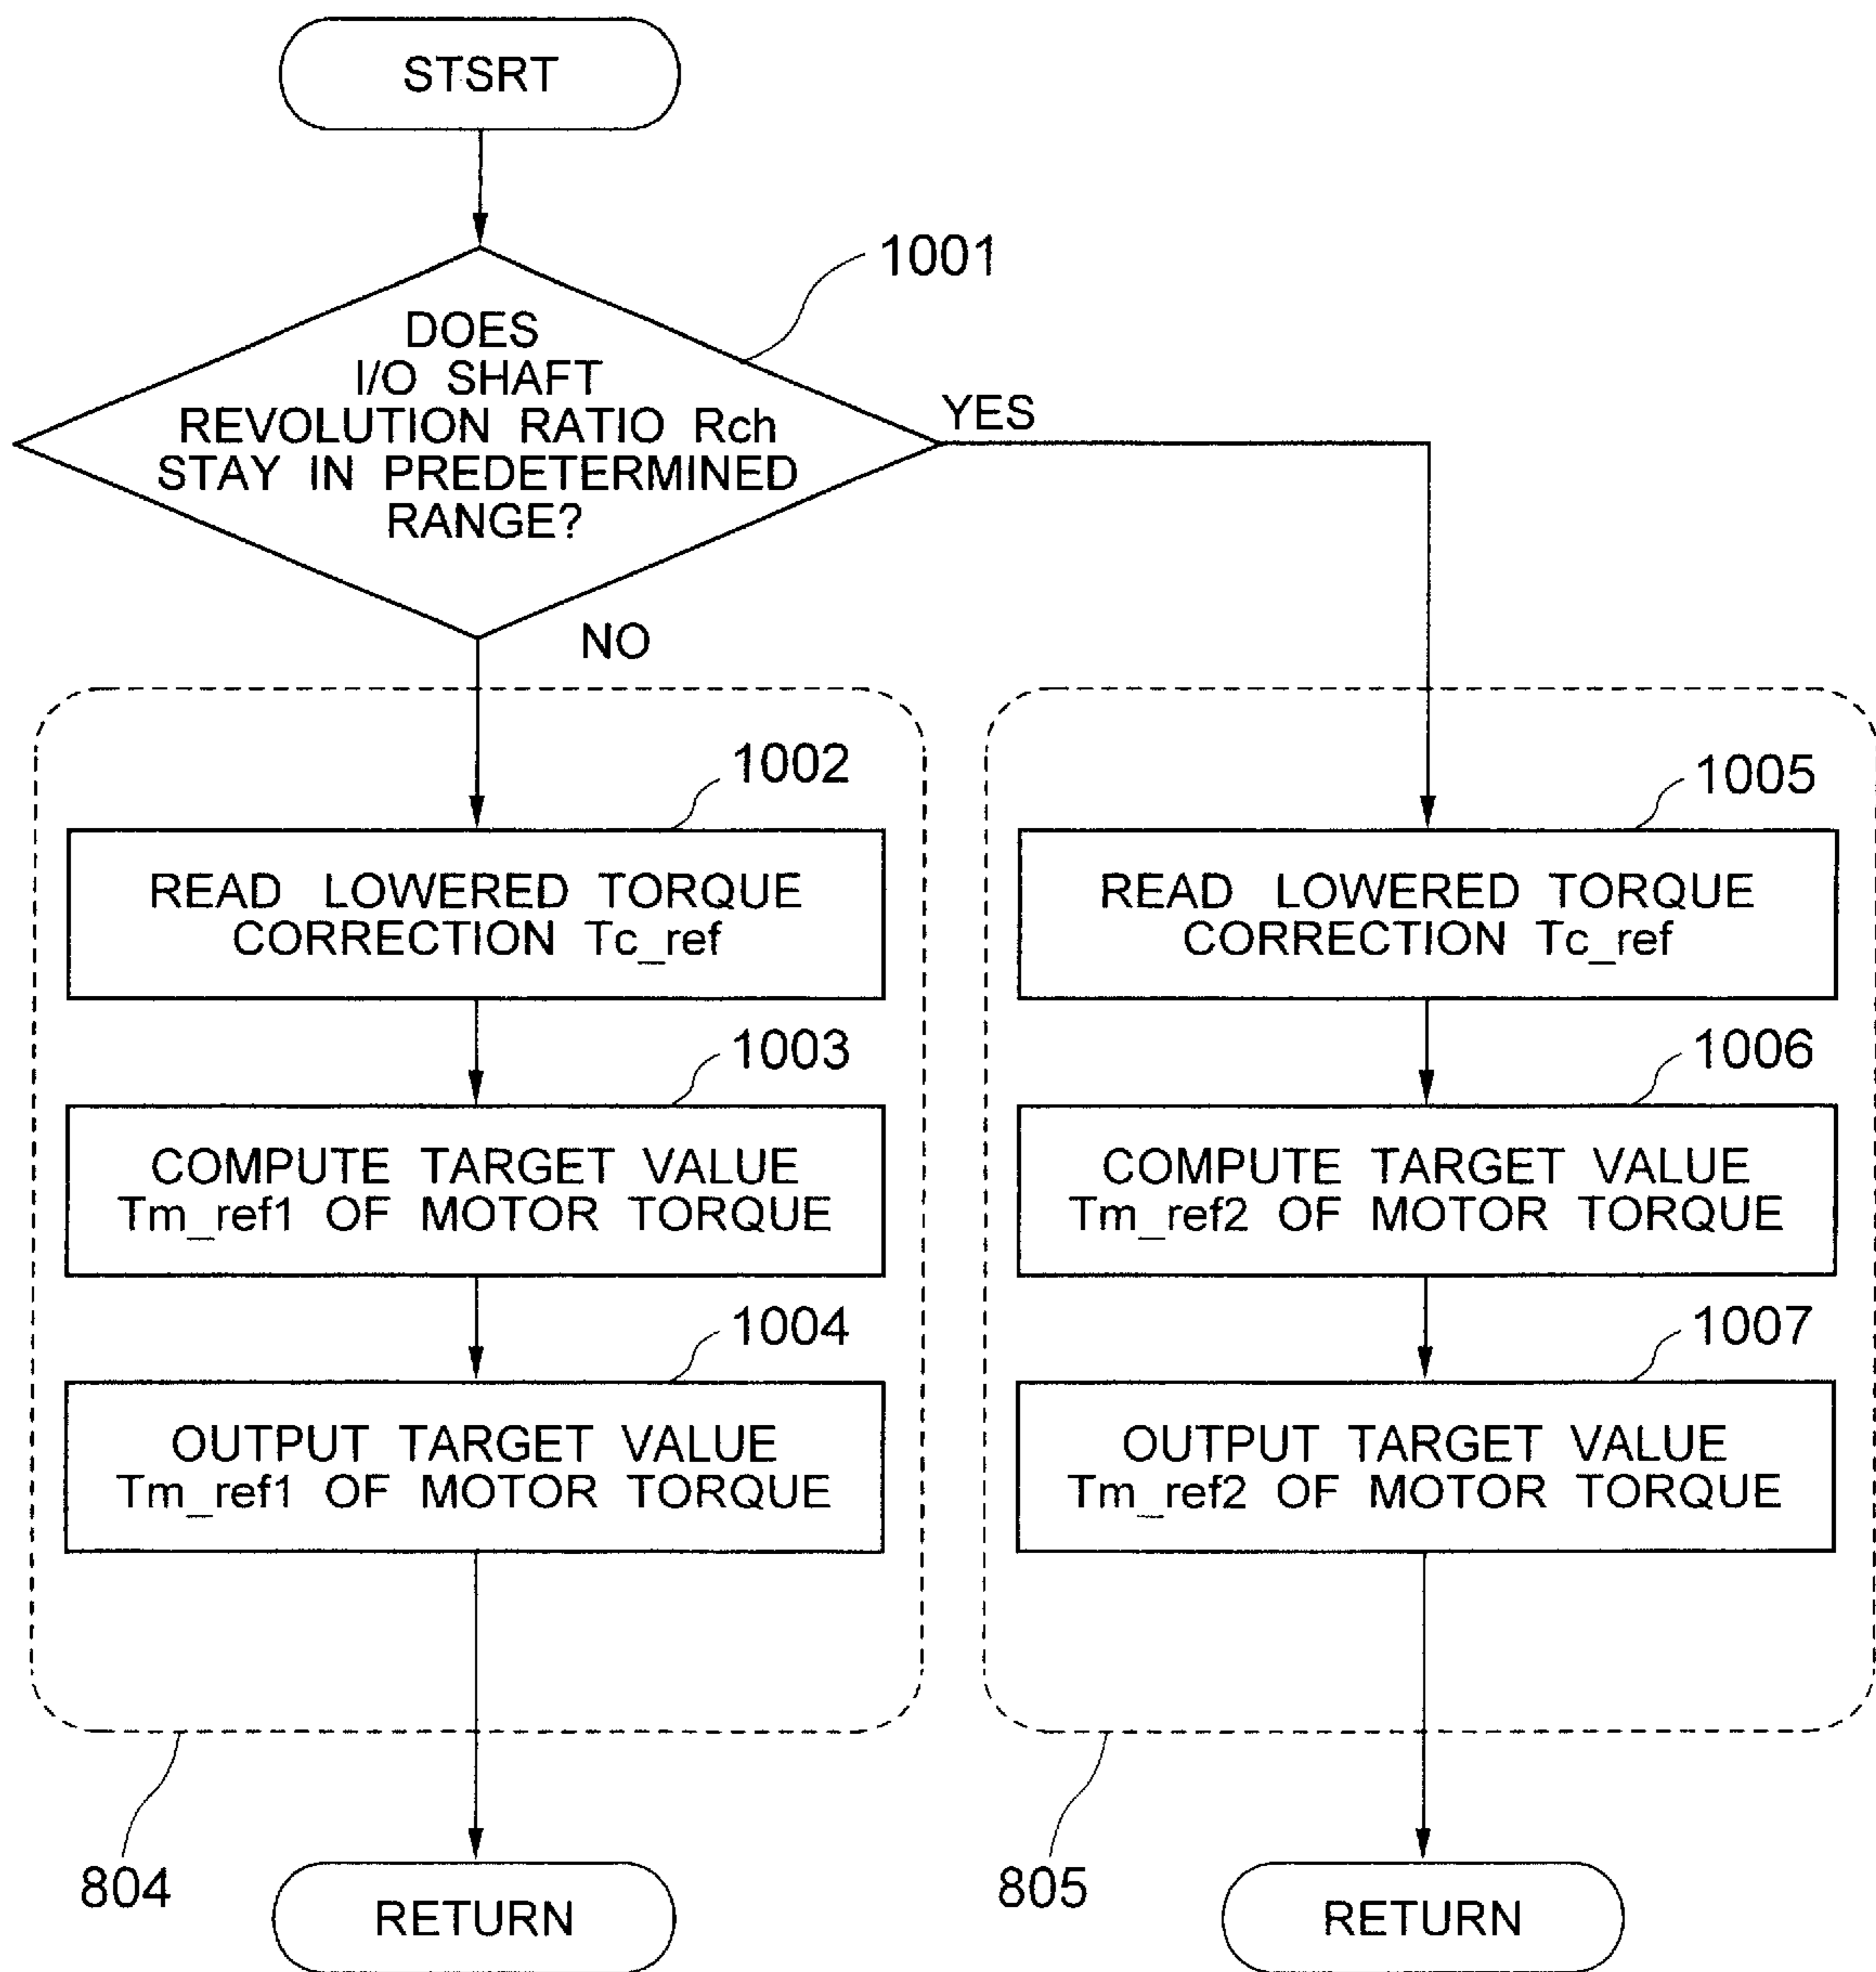 STSRT
1001
DOES
I/O SHAFT
REVOLUTION RATIO Rch
STAY IN PREDETERMINED
RANGE?
YES
NO
1002
READ LOWERED TORQUE
CORRECTION Tc_ref
1003
COMPUTE TARGET VALUE
Tm_ref1 OF MOTOR TORQUE
1004
OUTPUT TARGET VALUE
Tm_ref1 OF MOTOR TORQUE
804
RETURN
1005
READ LOWERED TORQUE
CORRECTION Tc_ref
1006
COMPUTE TARGET VALUE
Tm_ref2 OF MOTOR TORQUE
1007
OUTPUT TARGET VALUE
Tm_ref2 OF MOTOR TORQUE
805
RETURN